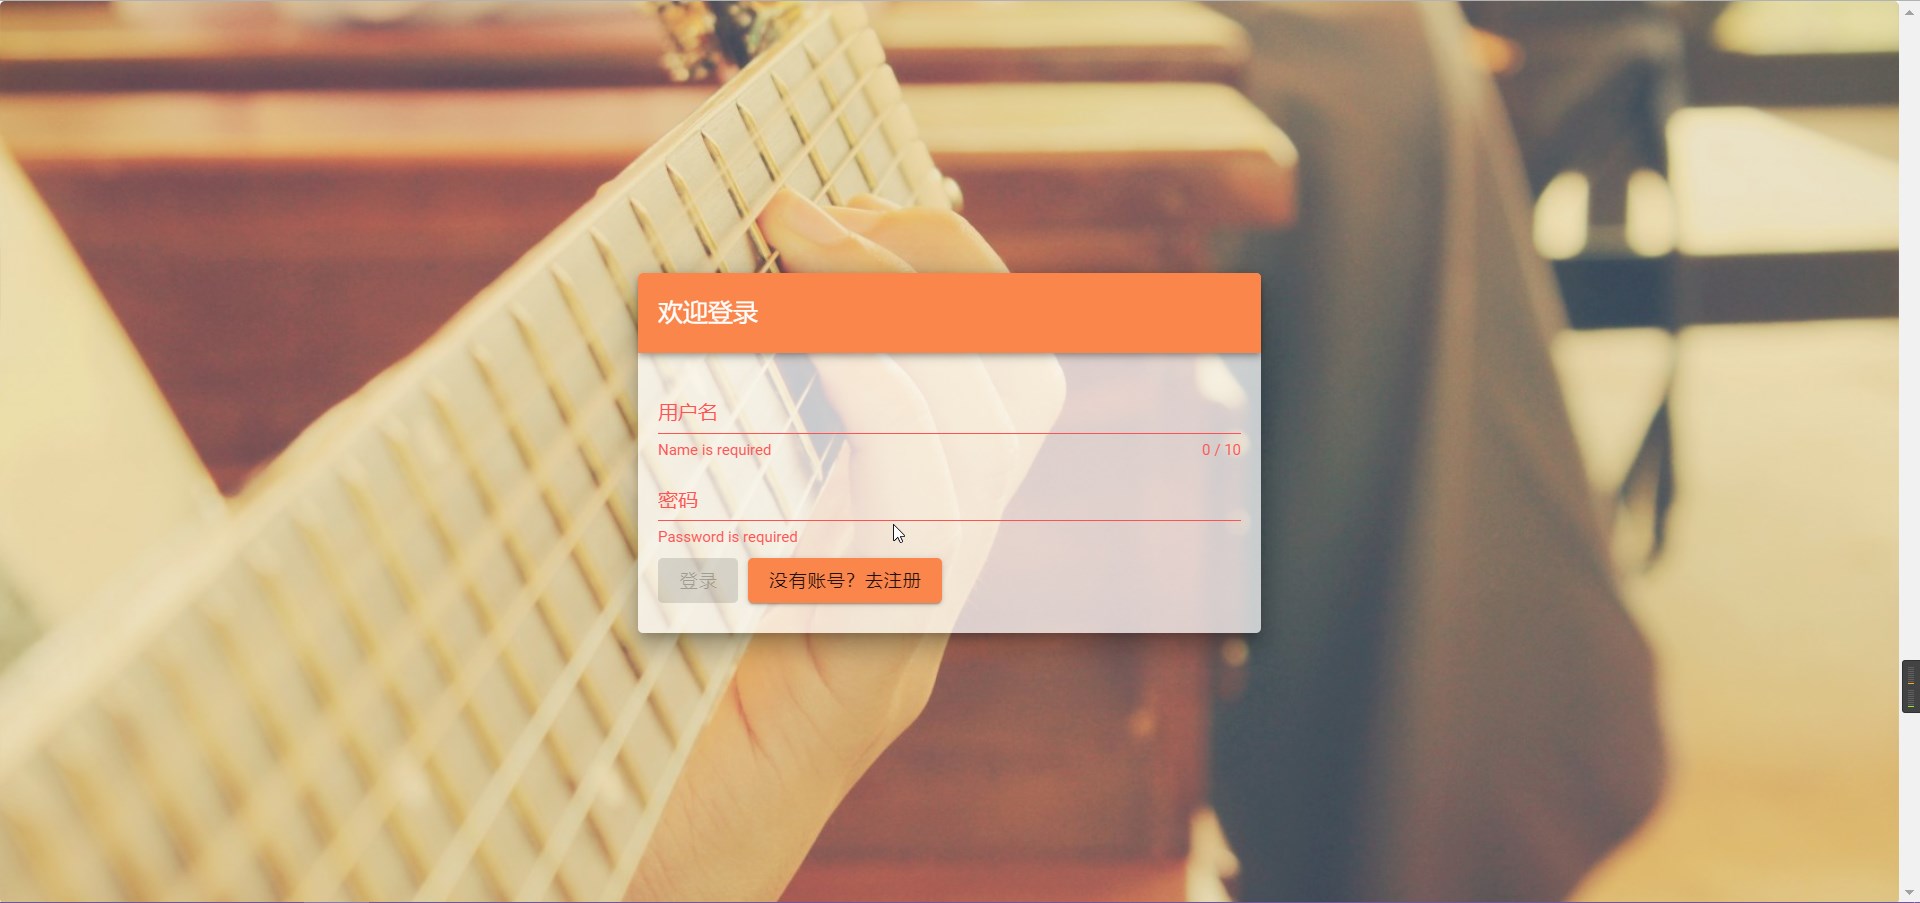 欢迎登录
用户名
Name is required 0 / 10
密码
Password is required
登录 没有账号？去注册